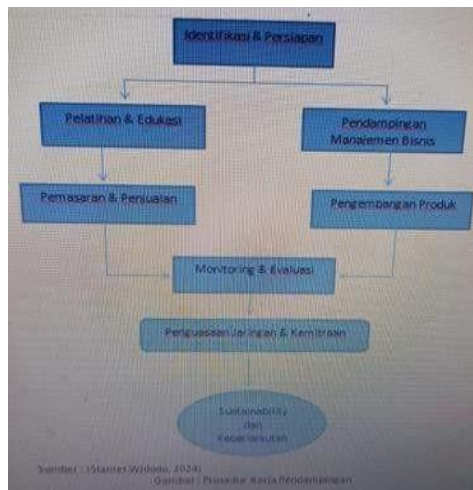 Identifikasi & Persiapan
Pelatihan & Edukasi
Pendampingan
Manajemen Bisnis
Pemasaran & Penjualan
Pengembangan Produk
Monitoring & Evaluasi
Penguasaan Jaringan & Kemitraan
Sustainability
dan
Keberlanjutan
Sumber : (Slamet Widodo, 2024)
Gambar : Prosedur Kerja Pendampingan